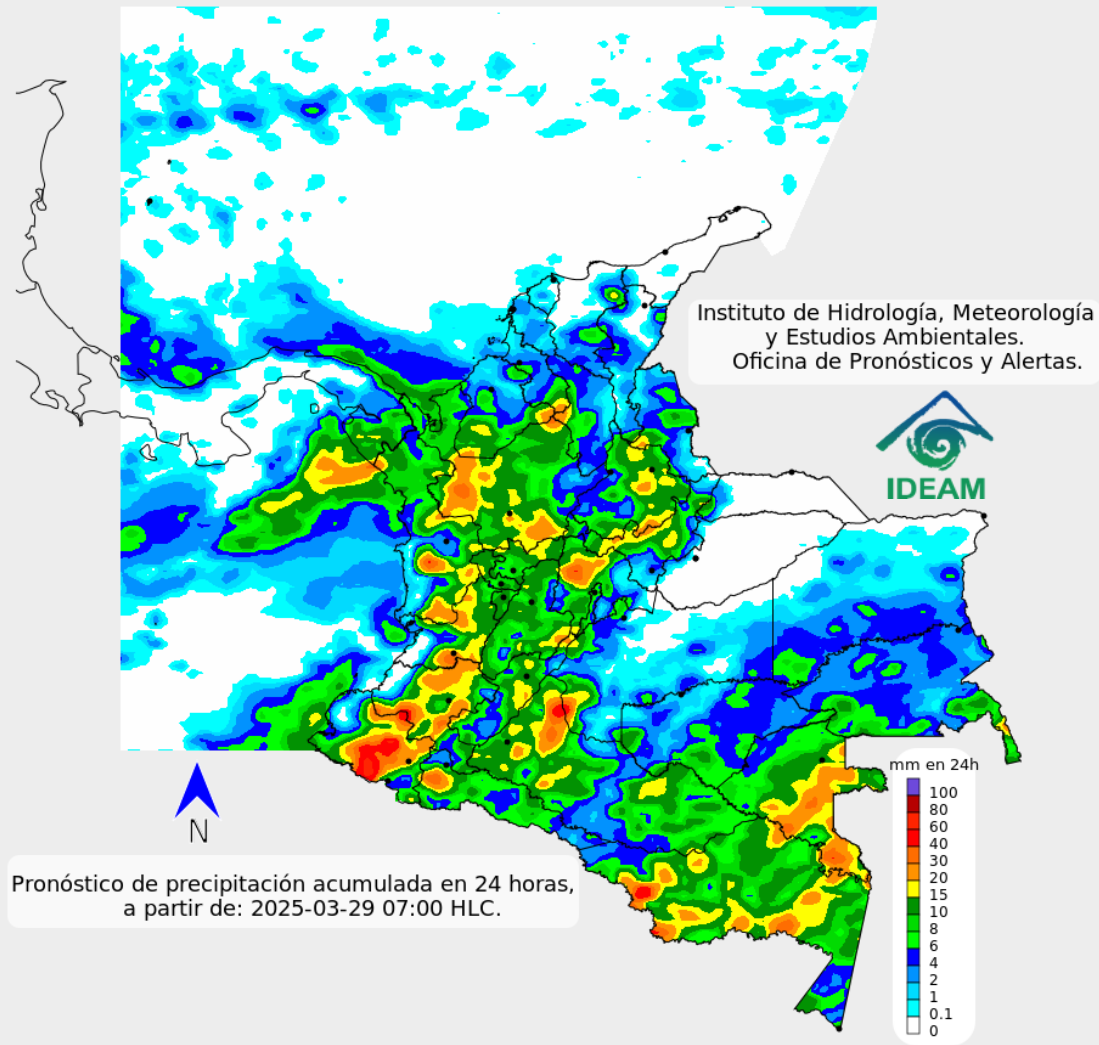 Instituto de Hidrología, Meteorología
y Estudios Ambientales.
Oficina de Pronósticos y Alertas.
IDEAM
mm en 24h
100
80
60
40
30
20
15
10
8
6
4
2
1
0.1
0
N
Pronóstico de precipitación acumulada en 24 horas,
a partir de: 2025-03-29 07:00 HLC.